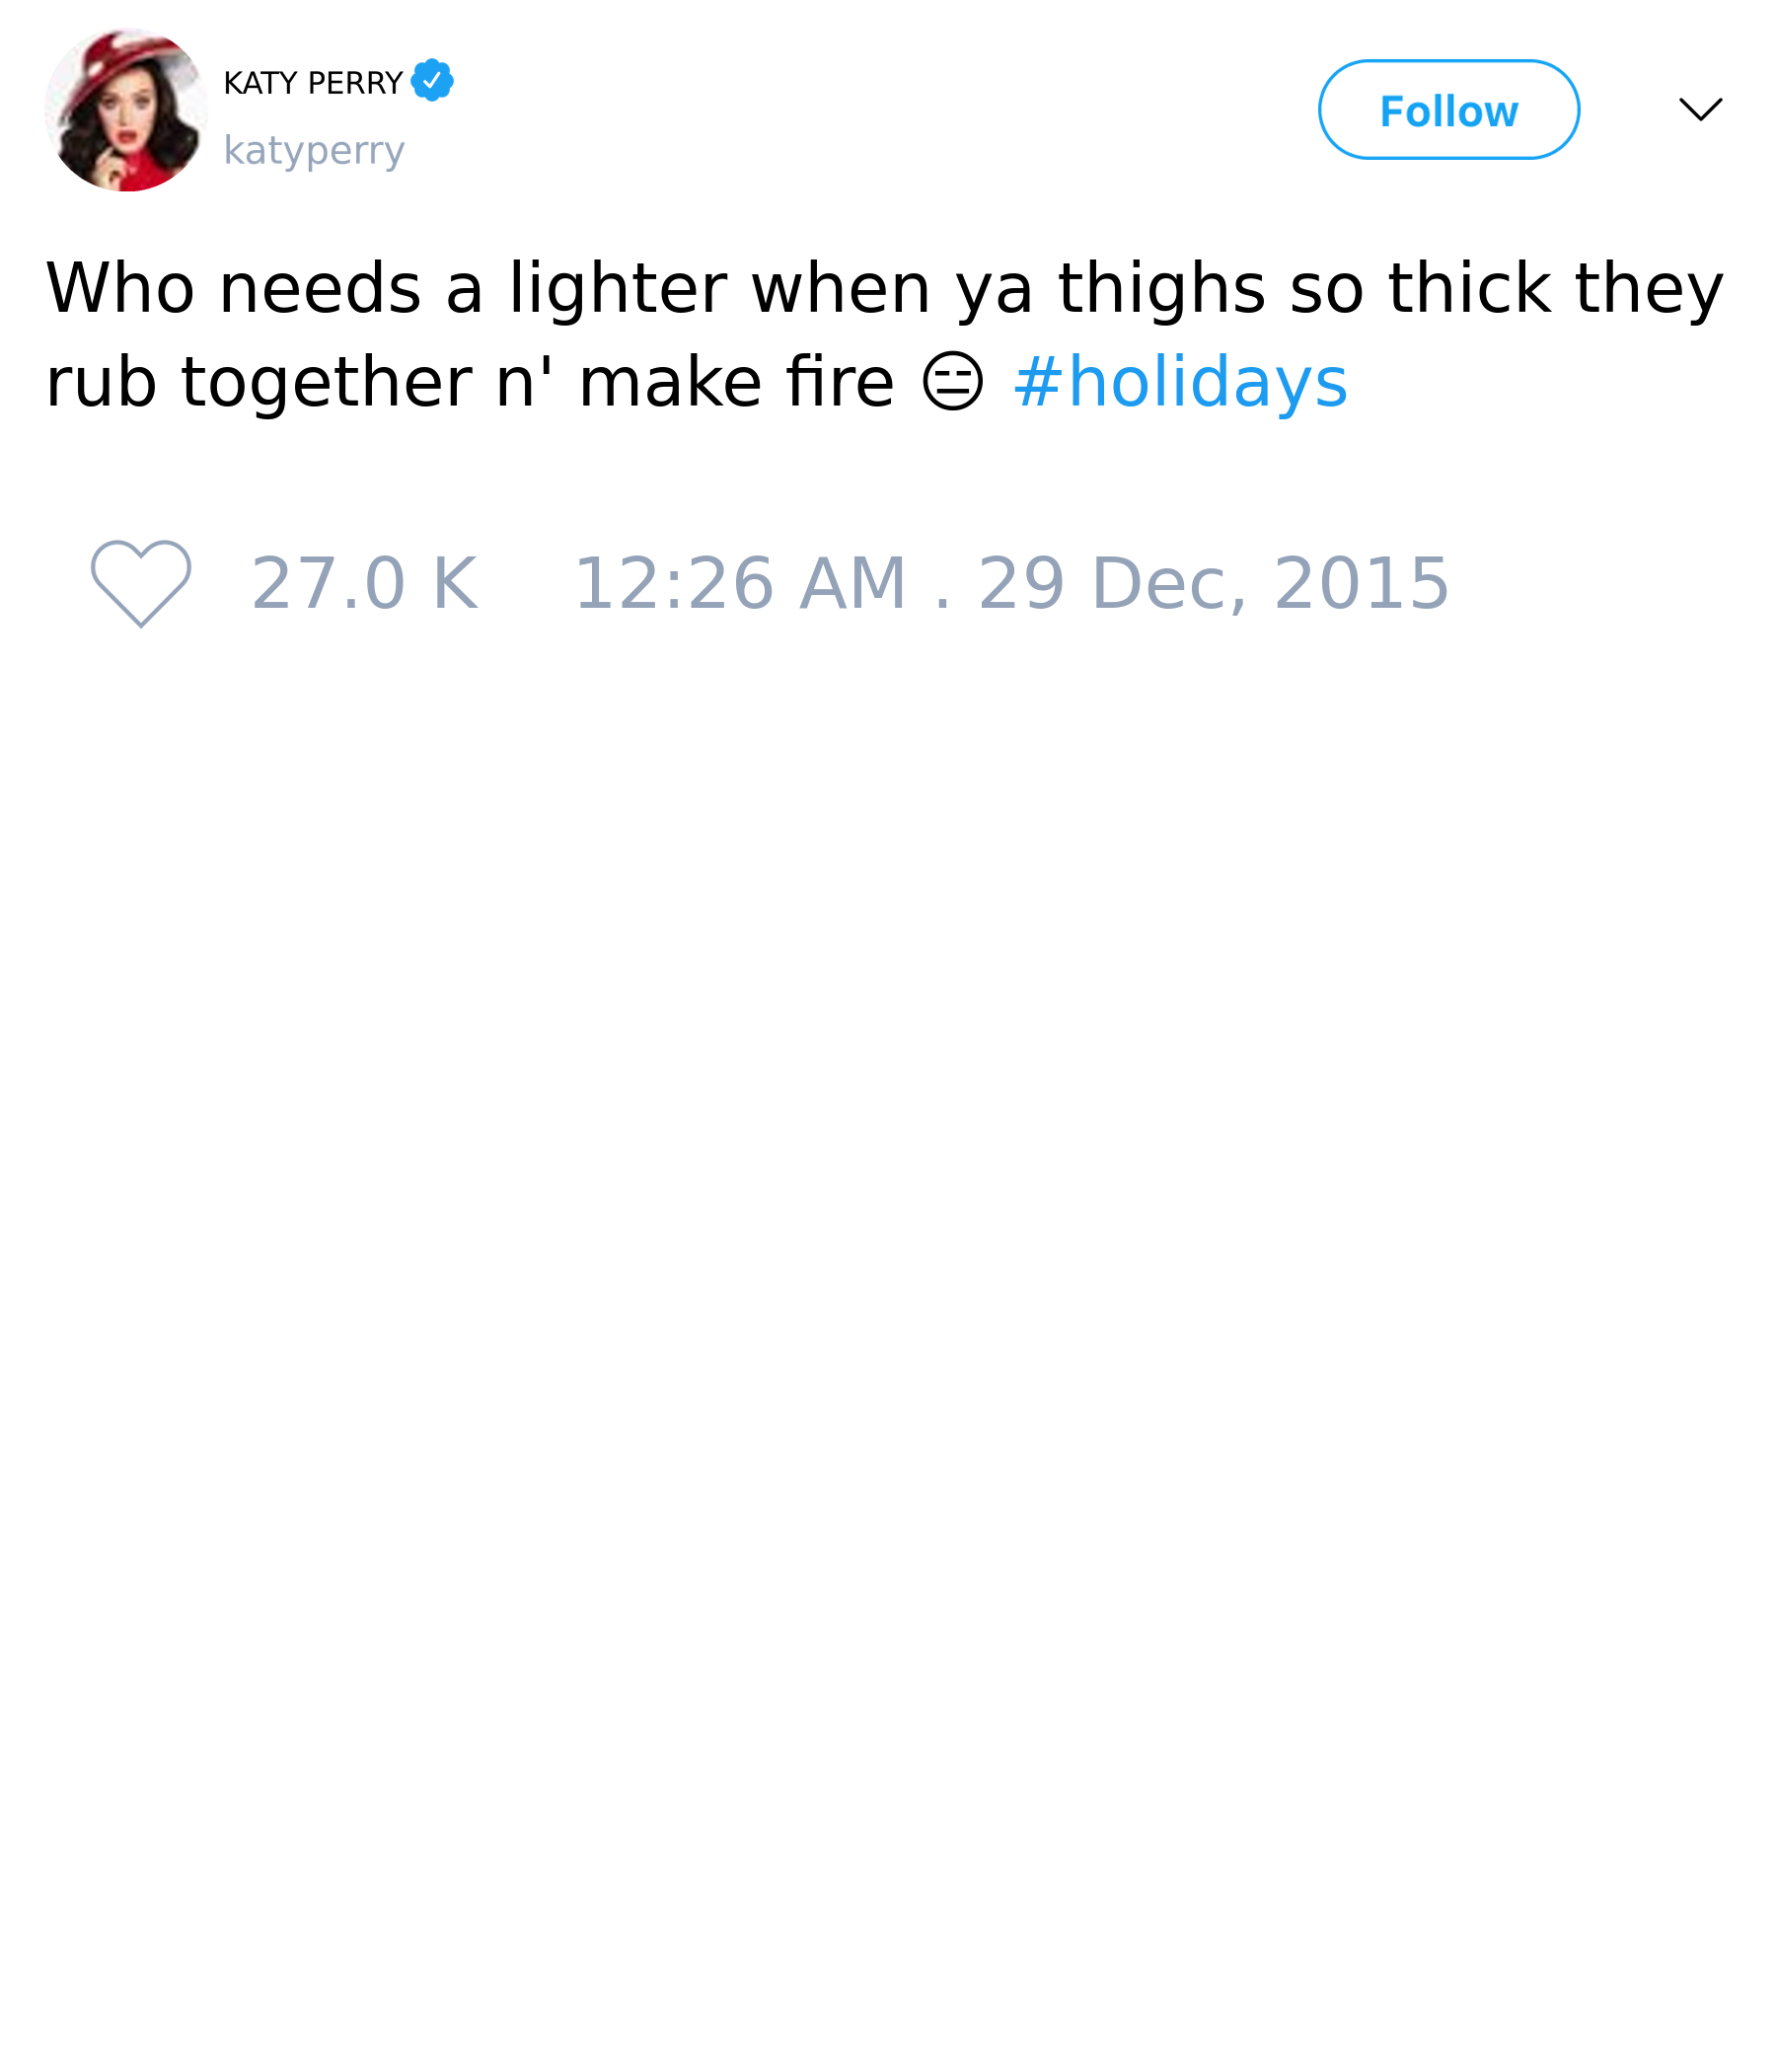 KATY PERRY
katyperry
Follow
Who needs a lighter when ya thighs so thick they
rub together n' make fire 😑 #holidays
27.0 K 12:26 AM . 29 Dec, 2015